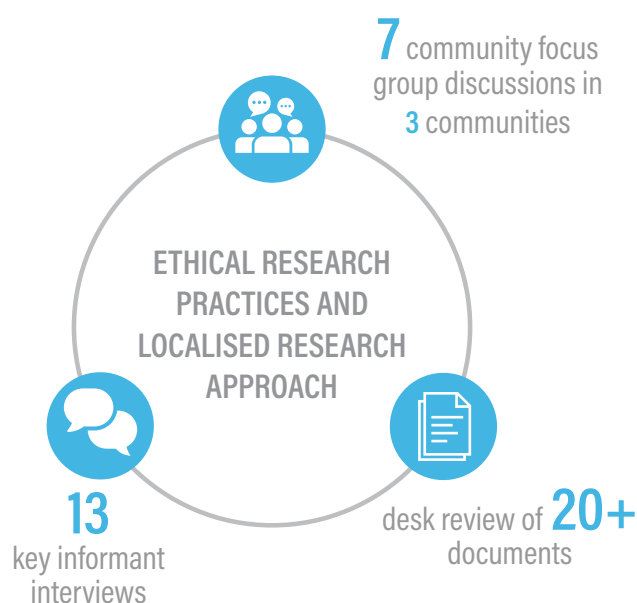 7 community focus
group discussions in
3 communities
ETHICAL RESEARCH
PRACTICES AND
LOCALISED RESEARCH
APPROACH
13
key informant
interviews
desk review of 20+
documents